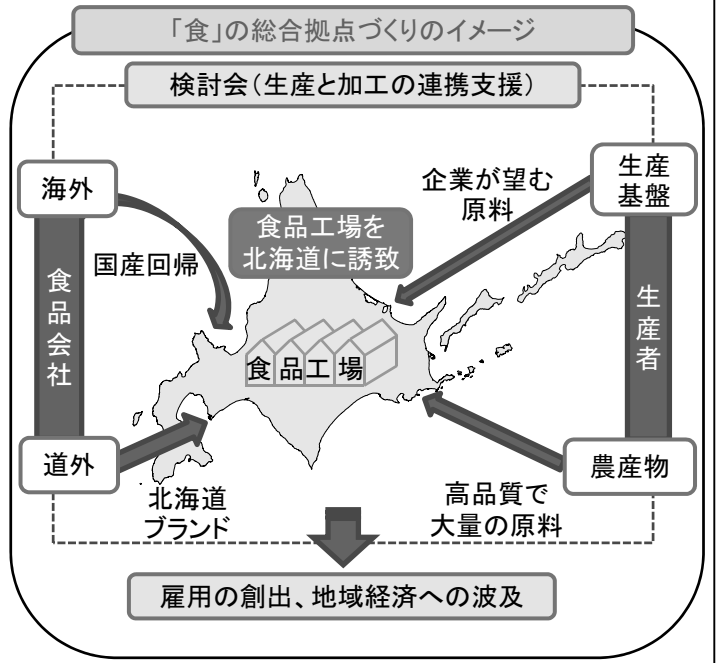 「食」の総合拠点づくりのイメージ
検討会（生産と加工の連携支援）
海外
生産
基盤
企業が望む
原料
食品工場を
北海道に誘致
国産回帰
食品会社
生産者
食品工場
道外
農産物
北海道
ブランド
高品質で
大量の原料
雇用の創出、地域経済への波及